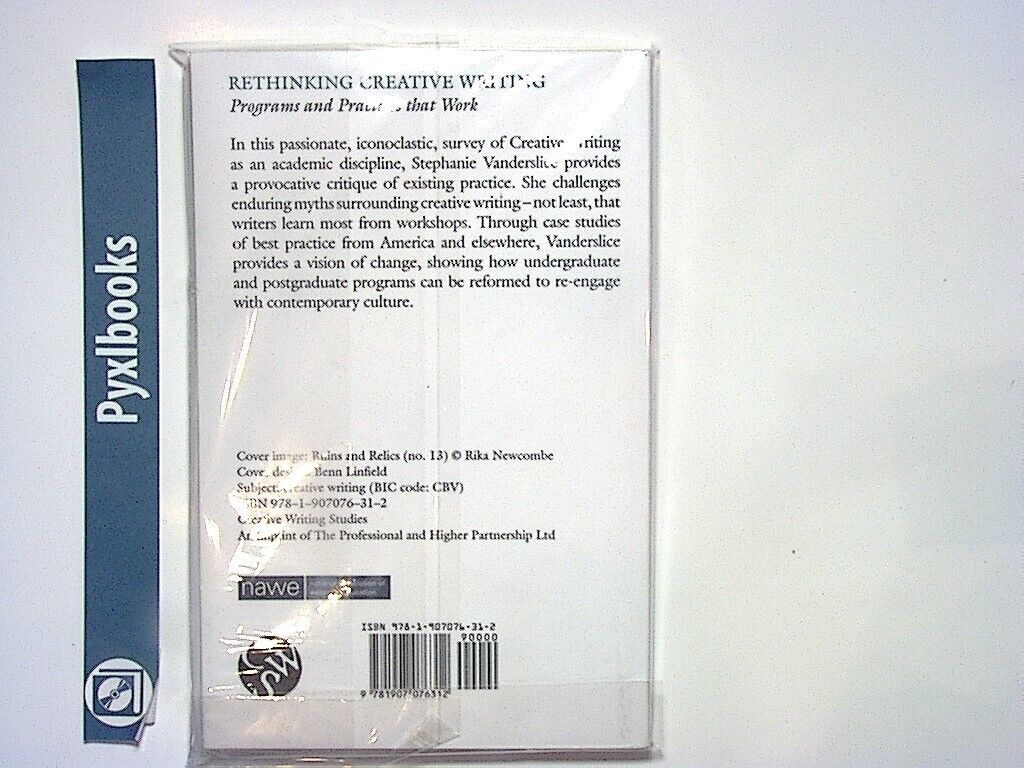 Pyxlbooks
RETHINKING CREATIVE WRITING
Programs and Practices that Work
In this passionate, iconoclastic, survey of Creative Writing
as an academic discipline, Stephanie Vanderslice provides
a provocative critique of existing practice. She challenges
enduring myths surrounding creative writing – not least, that
writers learn most from workshops. Through case studies
of best practice from America and elsewhere, Vanderslice
provides a vision of change, showing how undergraduate
and postgraduate programs can be reformed to re-engage
with contemporary culture.
Cover image: Ruins and Relics (no. 13) © Rika Newcombe
Cover design Benn Linfield
Subject: Creative writing (BIC code: CBV)
ISBN 978-1-907076-31-2
Creative Writing Studies
An imprint of The Professional and Higher Partnership Ltd
nawe
ISBN 978-1-907076-31-2
90000
9 781907 076312